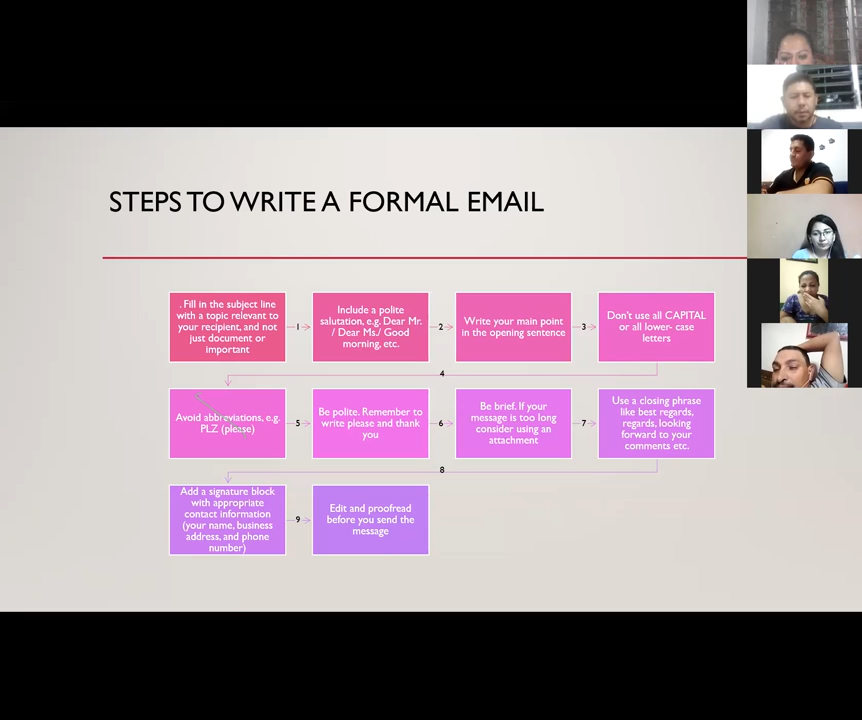 STEPS TO WRITE A FORMAL EMAIL
. Fill in the subject line
with a topic relevant to
your recipient, and not
just document or
important
1
Include a polite
salutation, e.g. Dear Mr.
/ Dear Ms./ Good
morning, etc.
2
Write your main point
in the opening sentence
3
Don't use all CAPITAL
or all lower- case
letters
4
Avoid abbreviations, e.g.
PLZ (please)
5
Be polite. Remember to
write please and thank
you
6
Be brief. If your
message is too long
consider using an
attachment
7
Use a closing phrase
like best regards,
regards, looking
forward to your
comments etc.
8
Add a signature block
with appropriate
contact information
(your name, business
address, and phone
number)
9
Edit and proofread
before you send the
message